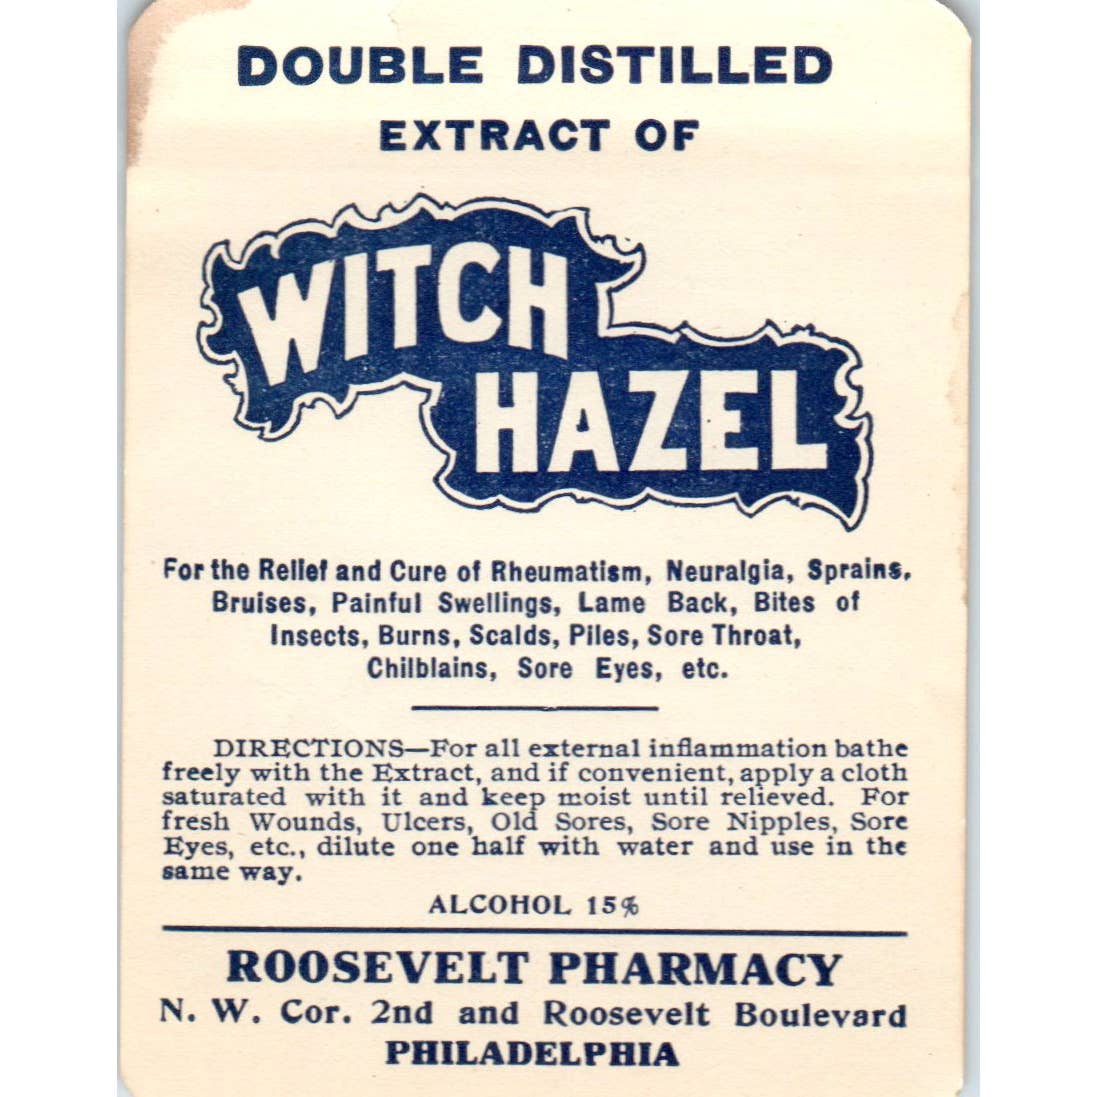 DOUBLE DISTILLED
EXTRACT OF
WITCH
HAZEL
For the Relief and Cure of Rheumatism, Neuralgia, Sprains,
Bruises, Painful Swellings, Lame Back, Bites of
Insects, Burns, Scalds, Piles, Sore Throat,
Chilblains, Sore Eyes, etc.
DIRECTIONS—For all external inflammation bathe
freely with the Extract, and if convenient, apply a cloth
saturated with it and keep moist until relieved. For
fresh Wounds, Ulcers, Old Sores, Sore Nipples, Sore
Eyes, etc., dilute one half with water and use in the
same way.
ALCOHOL 15%
ROOSEVELT PHARMACY
N. W. Cor. 2nd and Roosevelt Boulevard
PHILADELPHIA